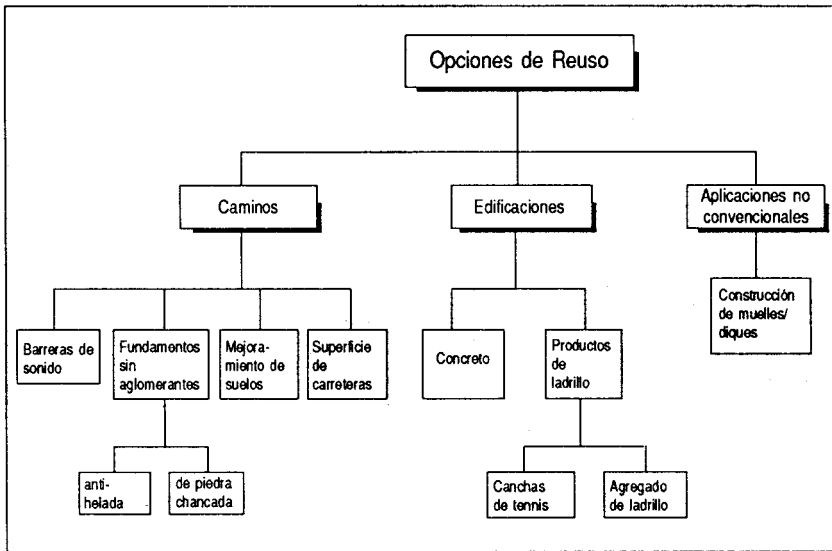 Opciones de Reuso
Caminos
Edificaciones
Aplicaciones no
convencionales
Barreras de
sonido
Fundamentos
sin
aglomerantes
Mejora-
miento de
suelos
Superficie
de
carreteras
Concreto
Productos
de
ladrillo
Construcción
de muelles/
diques
anti-
helada
de piedra
chancada
Canchas
de tennis
Agregado
de ladrillo